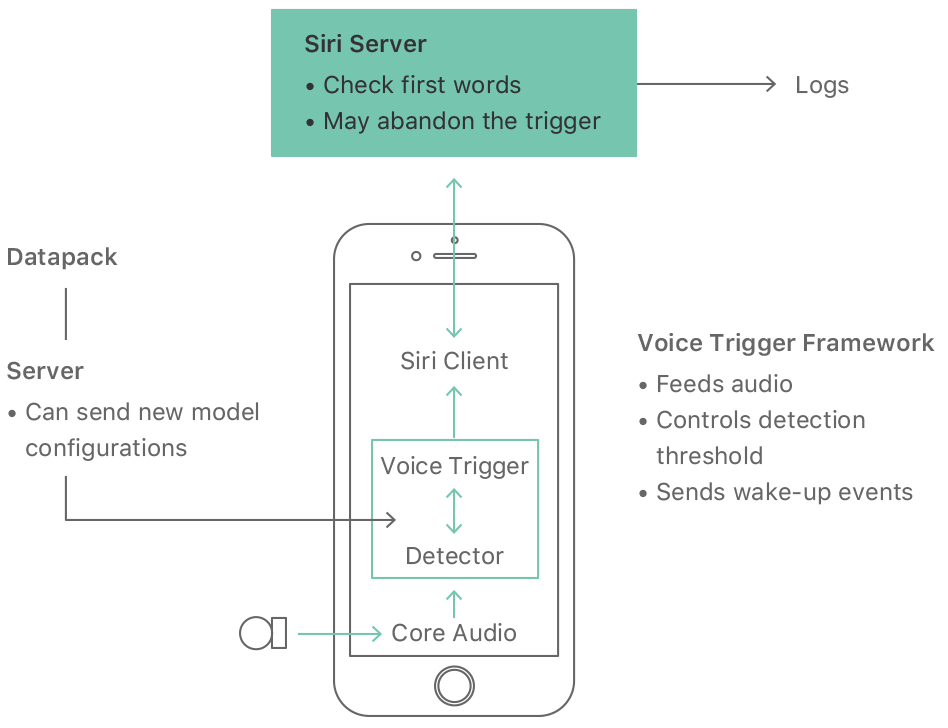 Siri Server
• Check first words
• May abandon the trigger
Logs
Datapack
Server
• Can send new model
configurations
Siri Client
Voice Trigger
Detector
Core Audio
Voice Trigger Framework
• Feeds audio
• Controls detection
threshold
• Sends wake-up events